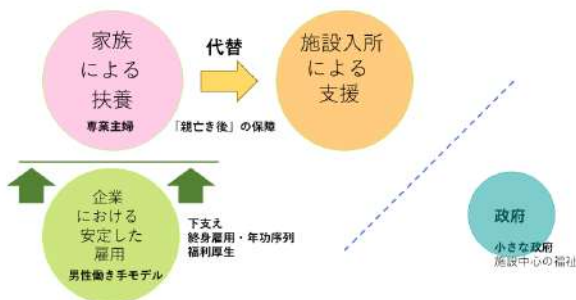 家族
による
扶養
専業主婦
代替
「親亡き後」の保障
施設入所
による
支援
企業
における
安定した
雇用
男性働き手モデル
下支え
終身雇用・年功序列
福利厚生
政府
小さな政府
施設中心の福祉